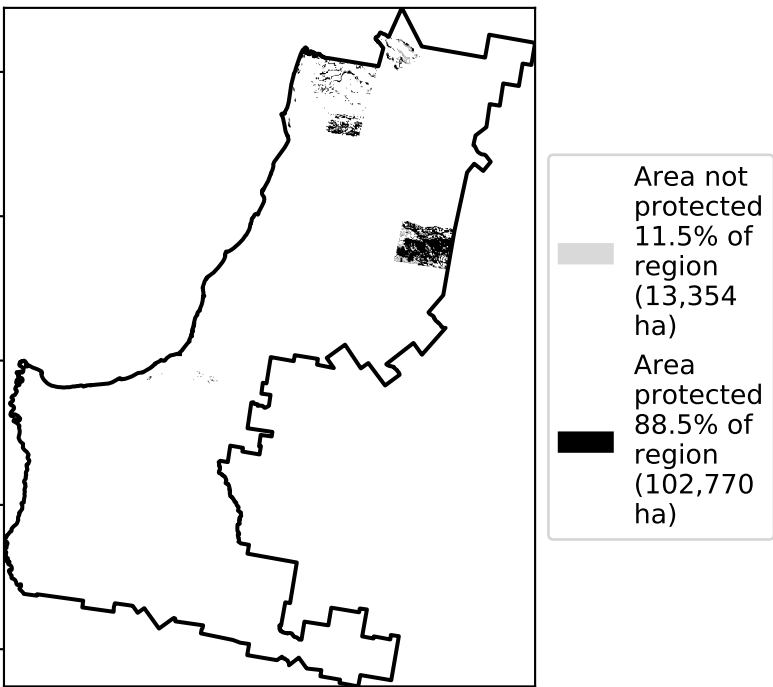 Area not
protected
11.5% of
region
(13,354
ha)
Area
protected
88.5% of
region
(102,770
ha)